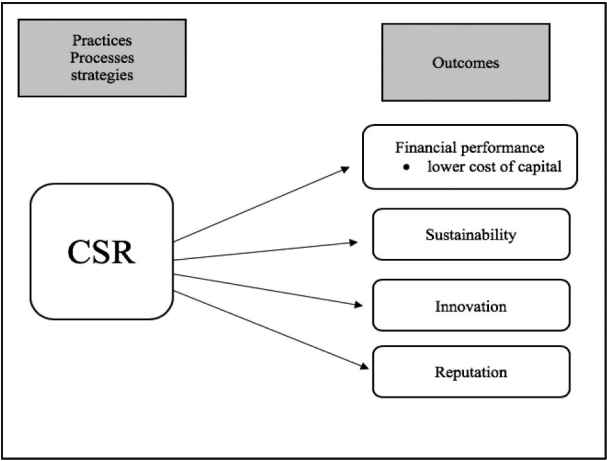 Practices
Processes
strategies
Outcomes
Financial performance
• lower cost of capital
CSR
Sustainability
Innovation
Reputation